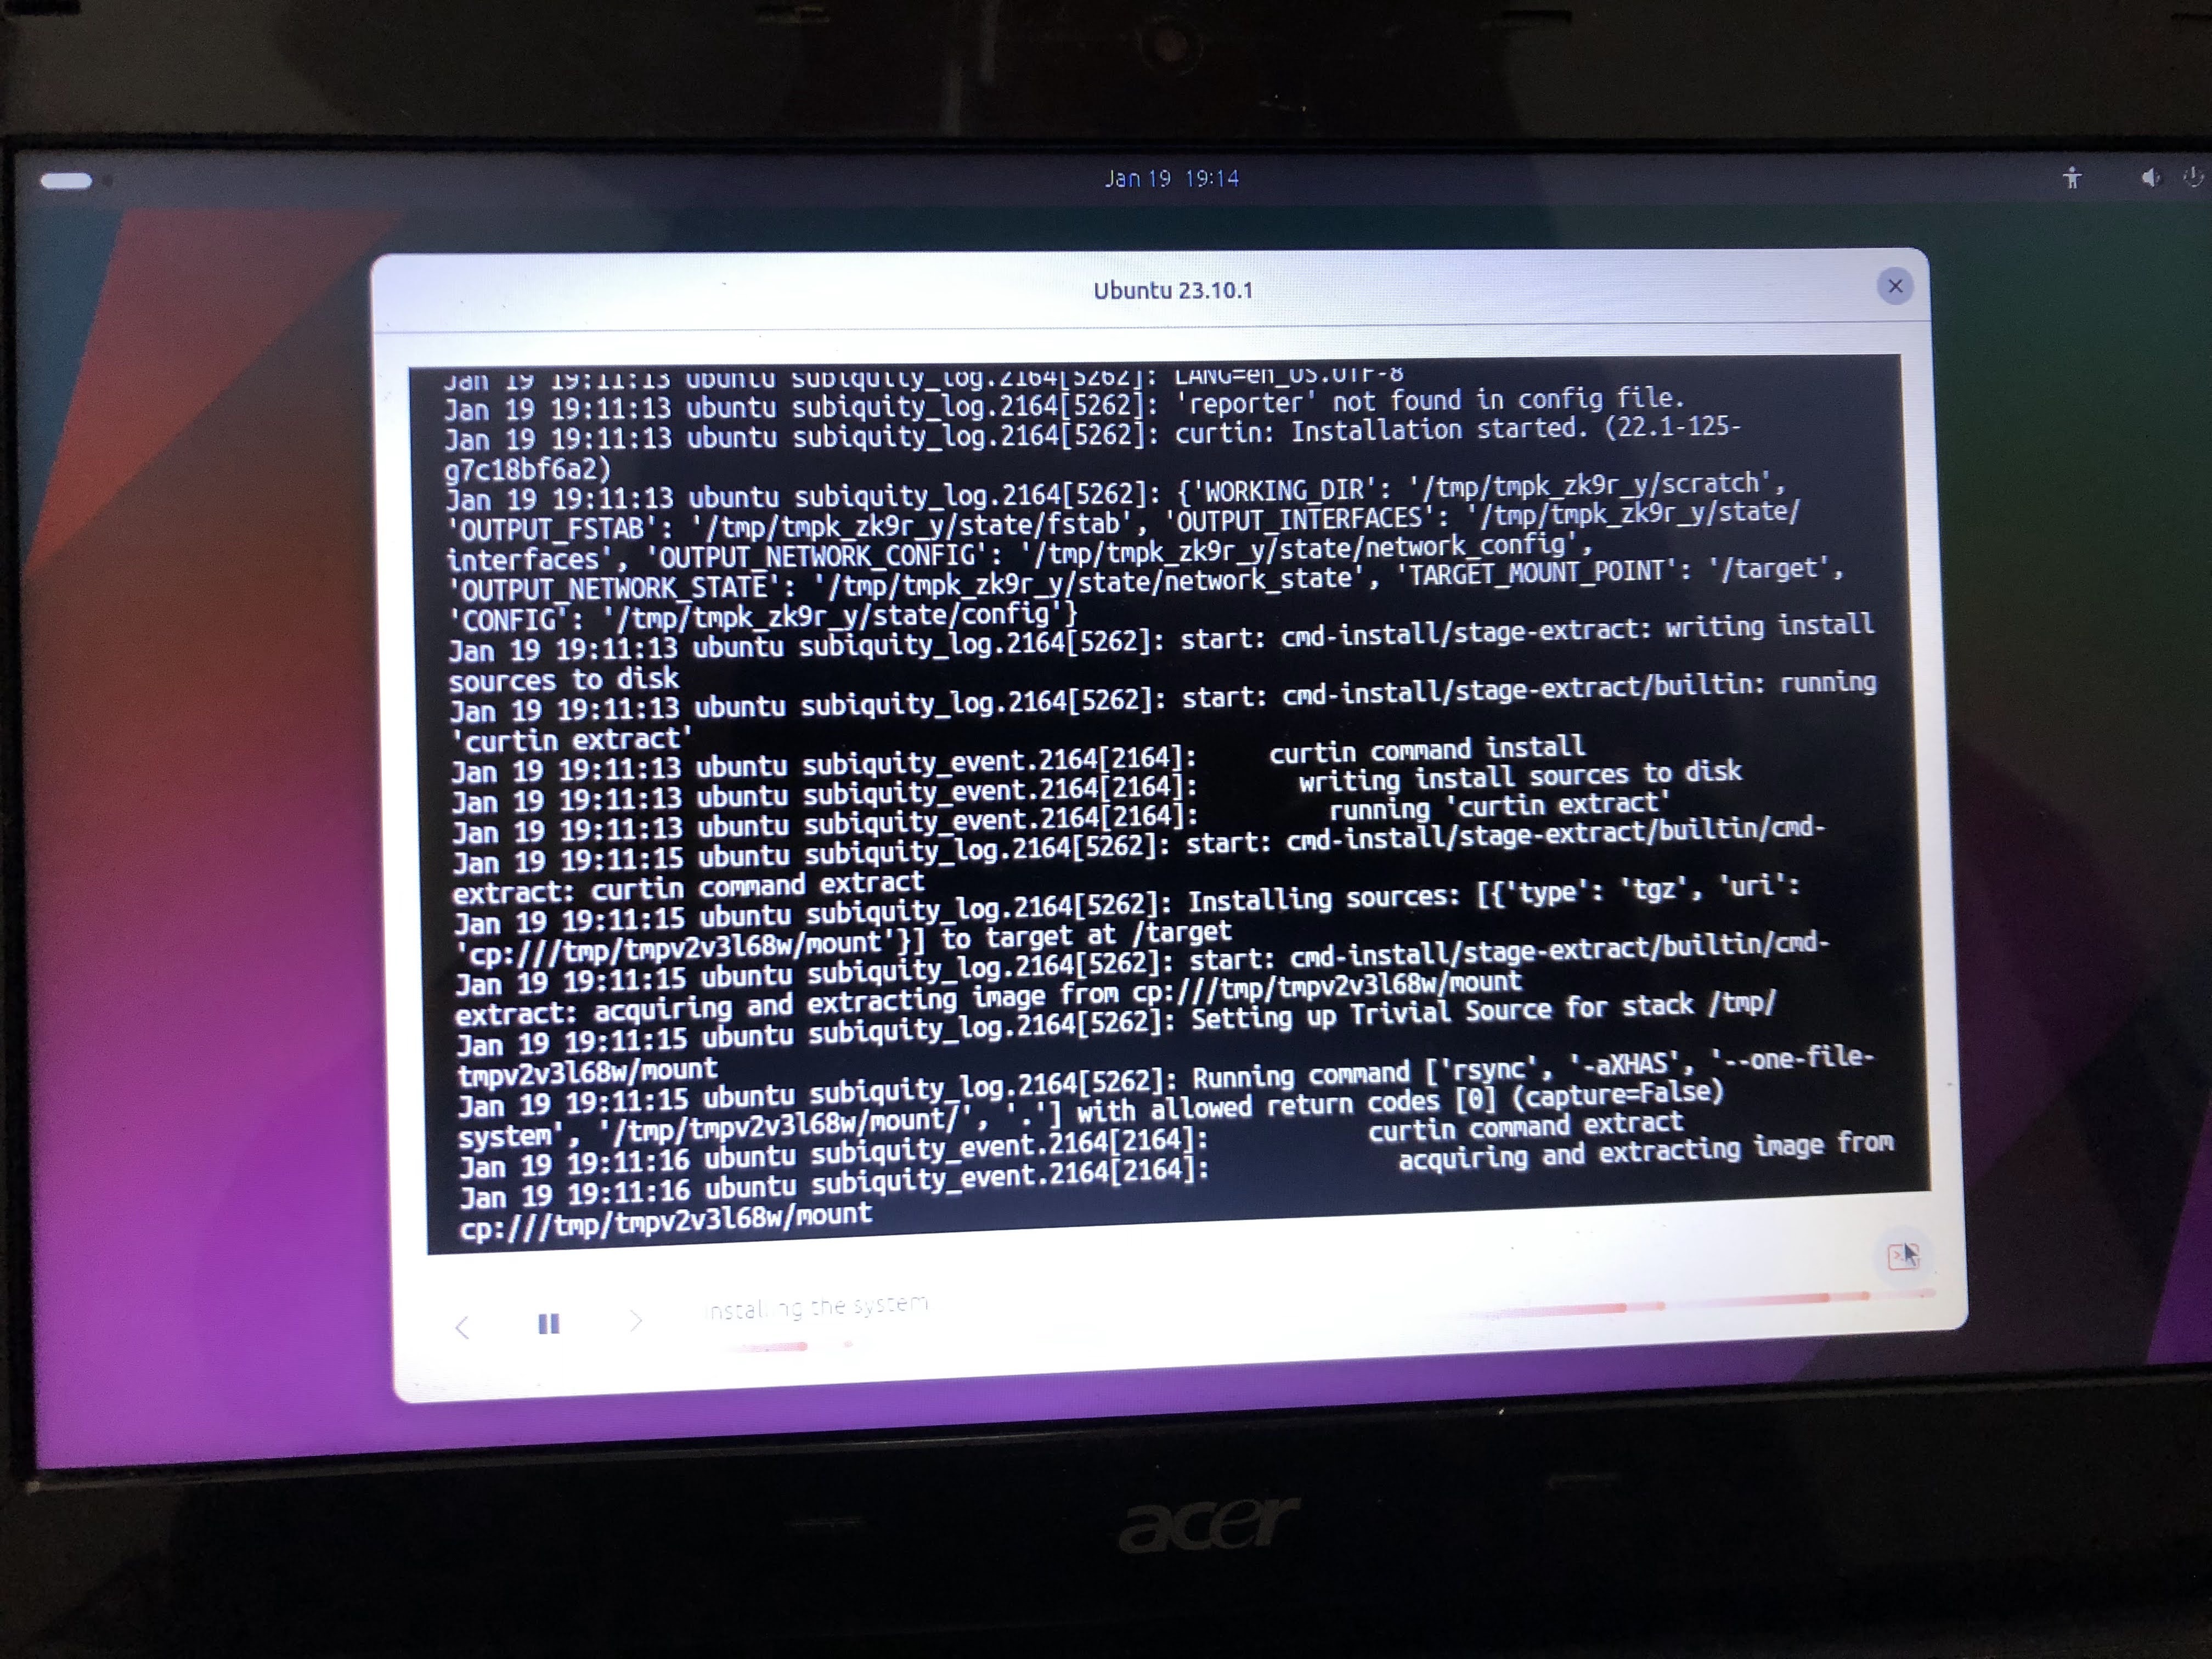 Jan 19 19:14
Ubuntu 23.10.1
Jan 19 19:11:13 ubuntu subiquity_log.2164[5262]: LANG=en_US.UTF-8
Jan 19 19:11:13 ubuntu subiquity_log.2164[5262]: 'reporter' not found in config file.
Jan 19 19:11:13 ubuntu subiquity_log.2164[5262]: curtin: Installation started. (22.1-125-
g7c18bf6a2)
Jan 19 19:11:13 ubuntu subiquity_log.2164[5262]: {'WORKING_DIR': '/tmp/tmpk_zk9r_y/scratch',
'OUTPUT_FSTAB': '/tmp/tmpk_zk9r_y/state/fstab', 'OUTPUT_INTERFACES': '/tmp/tmpk_zk9r_y/state/
interfaces', 'OUTPUT_NETWORK_CONFIG': '/tmp/tmpk_zk9r_y/state/network_config',
'OUTPUT_NETWORK_STATE': '/tmp/tmpk_zk9r_y/state/network_state', 'TARGET_MOUNT_POINT': '/target',
'CONFIG': '/tmp/tmpk_zk9r_y/state/config'}
Jan 19 19:11:13 ubuntu subiquity_log.2164[5262]: start: cmd-install/stage-extract: writing install
sources to disk
Jan 19 19:11:13 ubuntu subiquity_log.2164[5262]: start: cmd-install/stage-extract/builtin: running
'curtin extract'
Jan 19 19:11:13 ubuntu subiquity_event.2164[2164]: curtin command install
Jan 19 19:11:13 ubuntu subiquity_event.2164[2164]: writing install sources to disk
Jan 19 19:11:13 ubuntu subiquity_event.2164[2164]: running 'curtin extract'
Jan 19 19:11:15 ubuntu subiquity_log.2164[5262]: start: cmd-install/stage-extract/builtin/cmd-
extract: curtin command extract
Jan 19 19:11:15 ubuntu subiquity_log.2164[5262]: Installing sources: [{'type': 'tgz', 'uri':
'cp:///tmp/tmpv2v3l68w/mount'}] to target at /target
Jan 19 19:11:15 ubuntu subiquity_log.2164[5262]: start: cmd-install/stage-extract/builtin/cmd-
extract: acquiring and extracting image from cp:///tmp/tmpv2v3l68w/mount
Jan 19 19:11:15 ubuntu subiquity_log.2164[5262]: Setting up Trivial Source for stack /tmp/
tmpv2v3l68w/mount
Jan 19 19:11:15 ubuntu subiquity_log.2164[5262]: Running command ['rsync', '-aXHAS', '--one-file-
system', '/tmp/tmpv2v3l68w/mount/', '.'] with allowed return codes [0] (capture=False)
Jan 19 19:11:16 ubuntu subiquity_event.2164[2164]: curtin command extract
Jan 19 19:11:16 ubuntu subiquity_event.2164[2164]: acquiring and extracting image from
cp:///tmp/tmpv2v3l68w/mount
Installing the system
acer